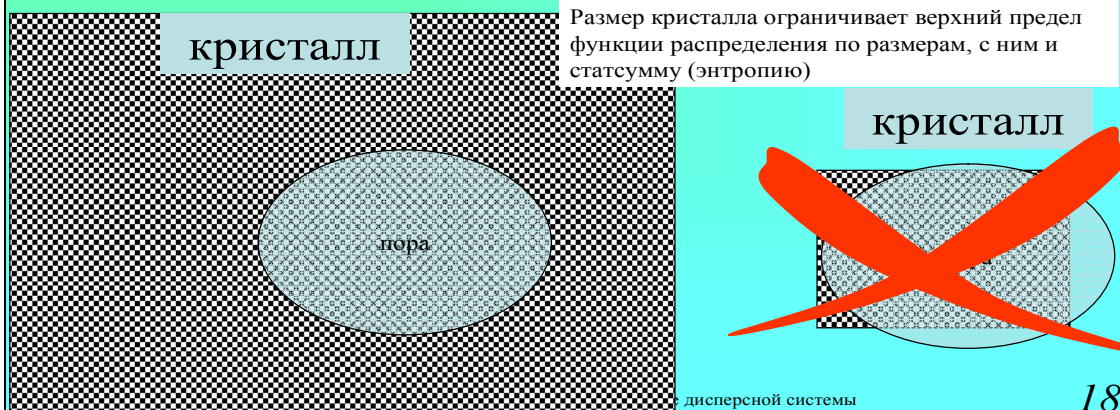 кристалл
Размер кристалла ограничивает верхний предел
функции распределения по размерам, с ним и
статсумму (энтропию)
кристалл
пора
дисперсной системы
18